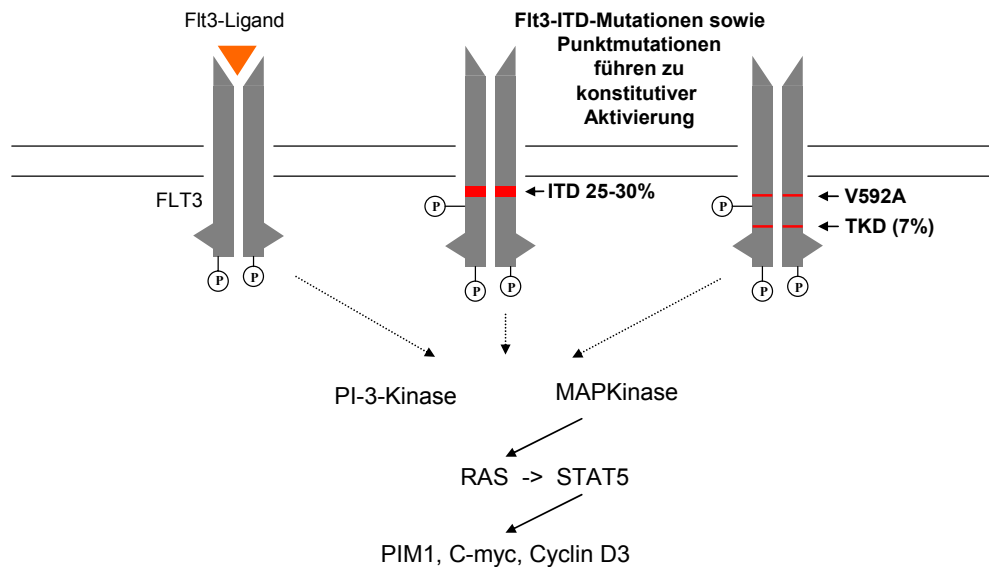 Flt3-Ligand
Flt3-ITD-Mutationen sowie
Punktmutationen
führen zu
konstitutiver
Aktivierung
FLT3
ITD 25-30%
V592A
TKD (7%)
P
P
P
P
P
P
P
P
PI-3-Kinase
MAPKinase
RAS -> STAT5
PIM1, C-myc, Cyclin D3